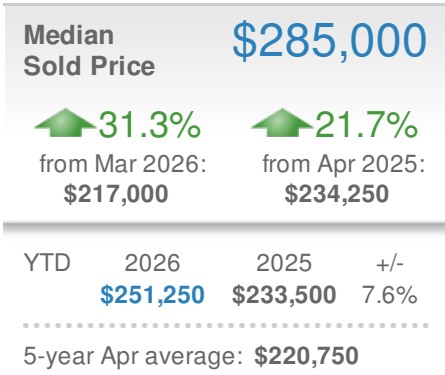 Median
Sold Price
$285,000
31.3%
from Mar 2026:
$217,000
21.7%
from Apr 2025:
$234,250
YTD 2026 2025 +/-
$251,250 $233,500 7.6%
5-year Apr average: $220,750